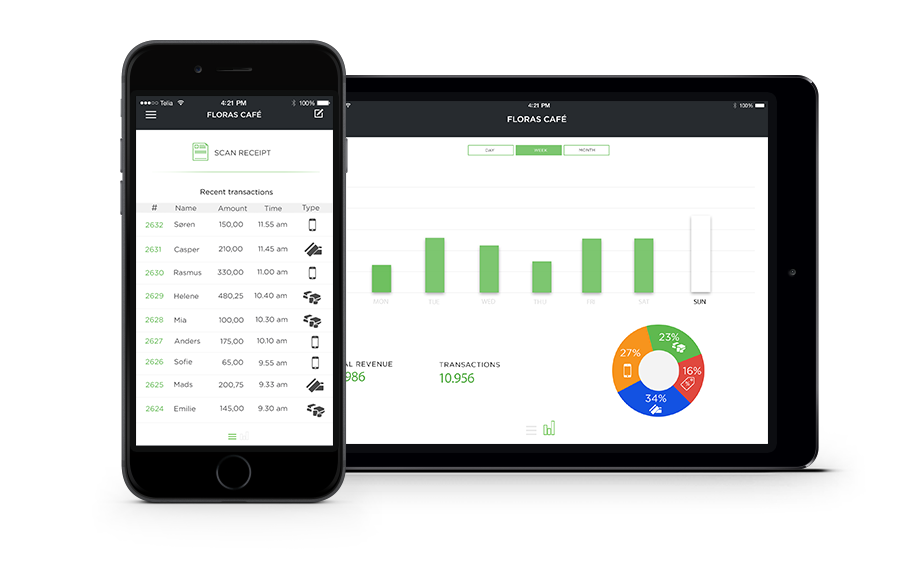 ●●●○○ Telia 4:21 PM 100%
FLORAS CAFÉ
SCAN RECEIPT
Recent transactions
# Name Amount Time Type
2632 Søren 150,00 11.55 am
2631 Casper 210,00 11.45 am
2630 Rasmus 330,00 11.00 am
2629 Helene 480,25 10.40 am
2628 Mia 100,00 10.30 am
2627 Anders 175,00 10.10 am
2626 Sofie 65,00 9.55 am
2625 Mads 200,75 9.33 am
2624 Emilie 145,00 9.30 am
4:21 PM 100%
FLORAS CAFÉ
DAY WEEK MONTH
MON TUE WED THU FRI SAT SUN
AL REVENUE TRANSACTIONS
986 10.956
23%
27%
16%
34%